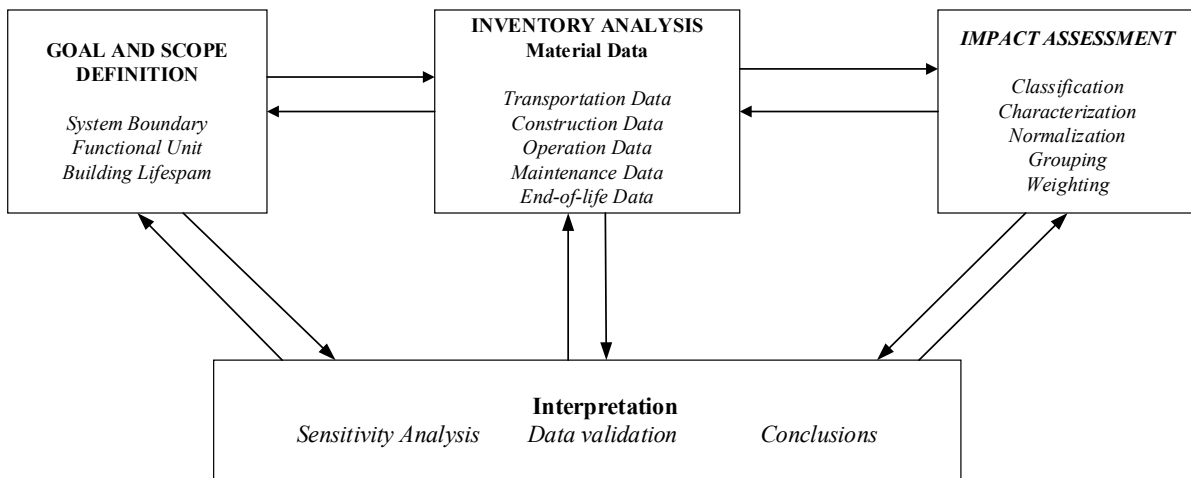 GOAL AND SCOPE
DEFINITION
System Boundary
Functional Unit
Building Lifespam
INVENTORY ANALYSIS
Material Data
Transportation Data
Construction Data
Operation Data
Maintenance Data
End-of-life Data
IMPACT ASSESSMENT
Classification
Characterization
Normalization
Grouping
Weighting
Interpretation
Sensitivity Analysis Data validation Conclusions